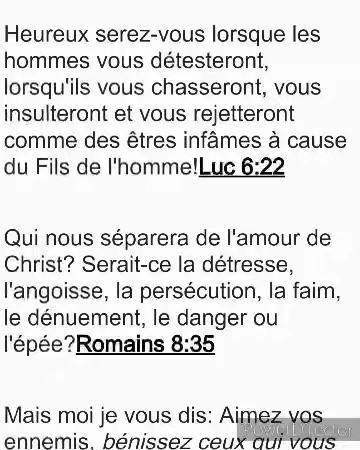 Heureux serez-vous lorsque les
hommes vous détesteront,
lorsqu'ils vous chasseront, vous
insulteront et vous rejetteront
comme des êtres infâmes à cause
du Fils de l'homme!Luc 6:22
Qui nous séparera de l'amour de
Christ? Serait-ce la détresse,
l'angoisse, la persécution, la faim,
le dénuement, le danger ou
l'épée?Romains 8:35
Mais moi je vous dis: Aimez vos
ennemis, bénissez ceux qui vous